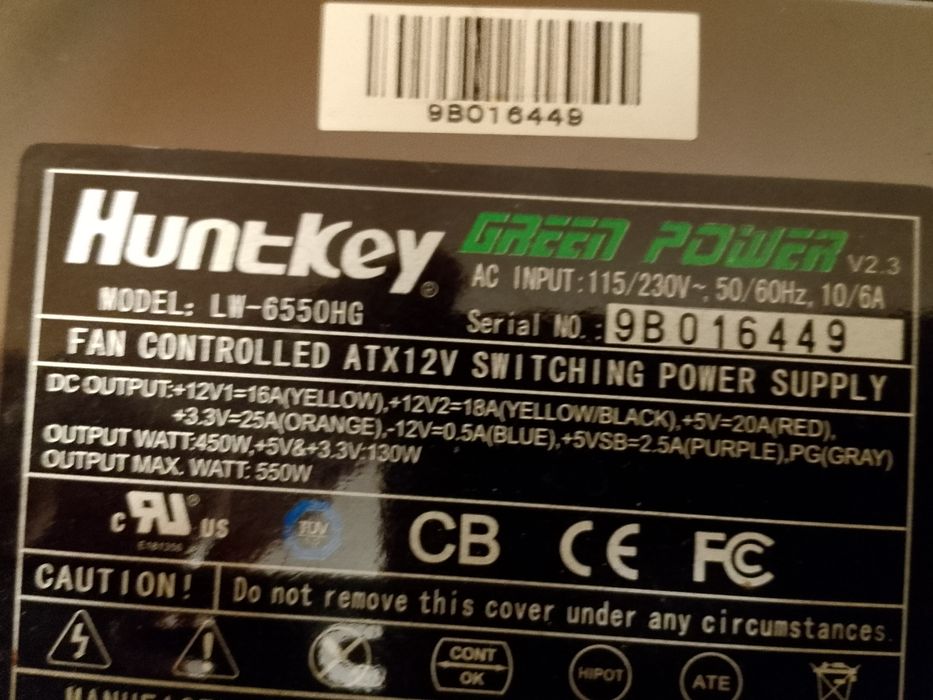 9B016449
Huntkey® GREEN POWER V2.3
AC INPUT:115/230V~, 50/60Hz, 10/6A
MODEL: LW-6550HG
Serial NO.: 9B016449
FAN CONTROLLED ATX12V SWITCHING POWER SUPPLY
DC OUTPUT:+12V1=16A(YELLOW),+12V2=18A(YELLOW/BLACK),+5V=20A(RED),
+3.3V=25A(ORANGE),-12V=0.5A(BLUE),+5VSB=2.5A(PURPLE),PG(GRAY)
OUTPUT WATT:450W,+5V&+3.3V:130W
OUTPUT MAX. WATT: 550W
c RU® US
TÜV
CB CE FC
CAUTION! Do not remove this cover under any circumstances.
CONT
OK
HIPOT
ATE